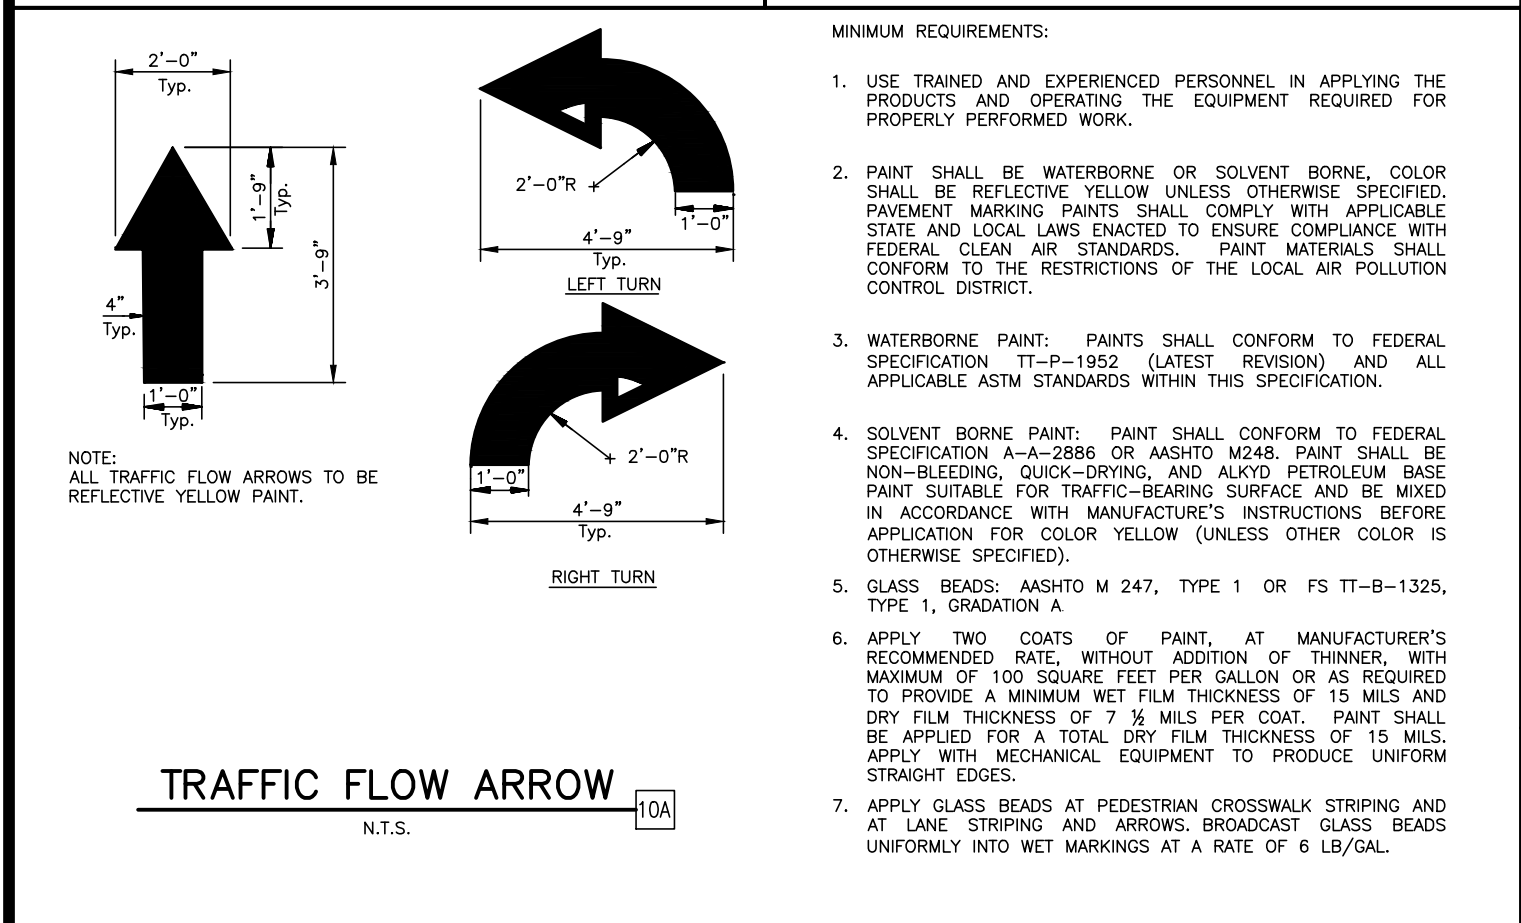 2'-0"
Typ.
1'-9"
Typ.
3'-9"
4"
Typ.
1'-0"
Typ.
NOTE:
ALL TRAFFIC FLOW ARROWS TO BE
REFLECTIVE YELLOW PAINT.
2'-0"R
1'-0"
4'-9"
Typ.
LEFT TURN
2'-0"R
1'-0"
4'-9"
Typ.
RIGHT TURN
TRAFFIC FLOW ARROW
10A
N.T.S.
MINIMUM REQUIREMENTS:
1. USE TRAINED AND EXPERIENCED PERSONNEL IN APPLYING THE
PRODUCTS AND OPERATING THE EQUIPMENT REQUIRED FOR
PROPERLY PERFORMED WORK.
2. PAINT SHALL BE WATERBORNE OR SOLVENT BORNE, COLOR
SHALL BE REFLECTIVE YELLOW UNLESS OTHERWISE SPECIFIED.
PAVEMENT MARKING PAINTS SHALL COMPLY WITH APPLICABLE
STATE AND LOCAL LAWS ENACTED TO ENSURE COMPLIANCE WITH
FEDERAL CLEAN AIR STANDARDS. PAINT MATERIALS SHALL
CONFORM TO THE RESTRICTIONS OF THE LOCAL AIR POLLUTION
CONTROL DISTRICT.
3. WATERBORNE PAINT: PAINTS SHALL CONFORM TO FEDERAL
SPECIFICATION TT-P-1952 (LATEST REVISION) AND ALL
APPLICABLE ASTM STANDARDS WITHIN THIS SPECIFICATION.
4. SOLVENT BORNE PAINT: PAINT SHALL CONFORM TO FEDERAL
SPECIFICATION A-A-2886 OR AASHTO M248. PAINT SHALL BE
NON-BLEEDING, QUICK-DRYING, AND ALKYD PETROLEUM BASE
PAINT SUITABLE FOR TRAFFIC-BEARING SURFACE AND BE MIXED
IN ACCORDANCE WITH MANUFACTURE'S INSTRUCTIONS BEFORE
APPLICATION FOR COLOR YELLOW (UNLESS OTHER COLOR IS
OTHERWISE SPECIFIED).
5. GLASS BEADS: AASHTO M 247, TYPE 1 OR FS TT-B-1325,
TYPE 1, GRADATION A
6. APPLY TWO COATS OF PAINT, AT MANUFACTURER'S
RECOMMENDED RATE, WITHOUT ADDITION OF THINNER, WITH
MAXIMUM OF 100 SQUARE FEET PER GALLON OR AS REQUIRED
TO PROVIDE A MINIMUM WET FILM THICKNESS OF 15 MILS AND
DRY FILM THICKNESS OF 7 ½ MILS PER COAT. PAINT SHALL
BE APPLIED FOR A TOTAL DRY FILM THICKNESS OF 15 MILS.
APPLY WITH MECHANICAL EQUIPMENT TO PRODUCE UNIFORM
STRAIGHT EDGES.
7. APPLY GLASS BEADS AT PEDESTRIAN CROSSWALK STRIPING AND
AT LANE STRIPING AND ARROWS. BROADCAST GLASS BEADS
UNIFORMLY INTO WET MARKINGS AT A RATE OF 6 LB/GAL.